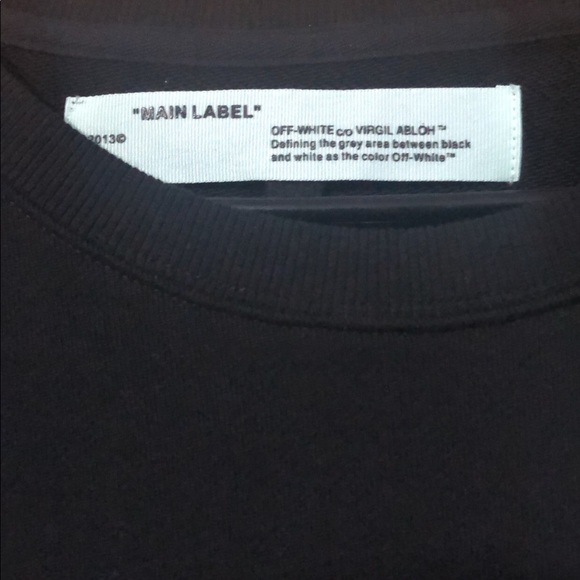 "MAIN LABEL"
2013©
OFF-WHITE c/o VIRGIL ABLOH™
Defining the grey area between black
and white as the color Off-White™